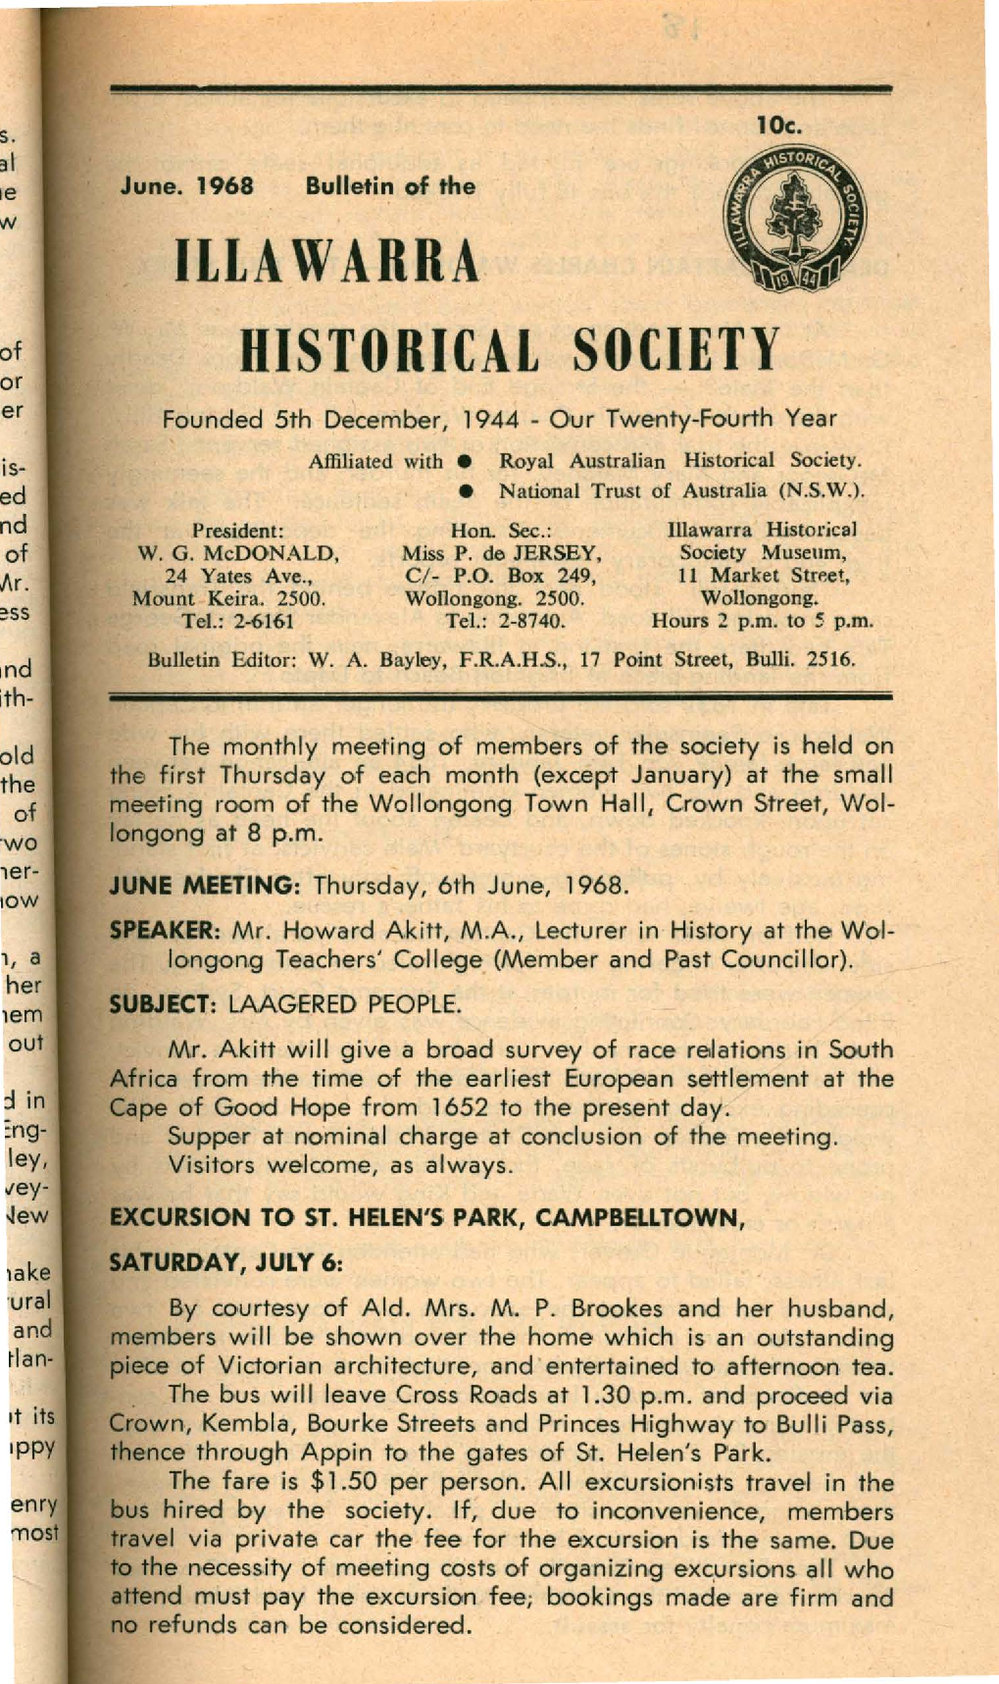 10c.
June. 1968 Bulletin of the
ILLAWARRA HISTORICAL SOCIETY
1944
ILLAWARRA
HISTORICAL SOCIETY
Founded 5th December, 1944 - Our Twenty-Fourth Year
Affiliated with ● Royal Australian Historical Society.
● National Trust of Australia (N.S.W.).
President:
W. G. McDONALD,
24 Yates Ave.,
Mount Keira. 2500.
Tel.: 2-6161
Hon. Sec.:
Miss P. de JERSEY,
C/- P.O. Box 249,
Wollongong. 2500.
Tel.: 2-8740.
Illawarra Historical
Society Museum,
11 Market Street,
Wollongong.
Hours 2 p.m. to 5 p.m.
Bulletin Editor: W. A. Bayley, F.R.A.H.S., 17 Point Street, Bulli. 2516.
The monthly meeting of members of the society is held on
the first Thursday of each month (except January) at the small
meeting room of the Wollongong Town Hall, Crown Street, Wol-
longong at 8 p.m.
JUNE MEETING: Thursday, 6th June, 1968.
SPEAKER: Mr. Howard Akitt, M.A., Lecturer in History at the Wol-
longong Teachers' College (Member and Past Councillor).
SUBJECT: LAAGERED PEOPLE.
Mr. Akitt will give a broad survey of race relations in South
Africa from the time of the earliest European settlement at the
Cape of Good Hope from 1652 to the present day.
Supper at nominal charge at conclusion of the meeting.
Visitors welcome, as always.
EXCURSION TO ST. HELEN'S PARK, CAMPBELLTOWN,
SATURDAY, JULY 6:
By courtesy of Ald. Mrs. M. P. Brookes and her husband,
members will be shown over the home which is an outstanding
piece of Victorian architecture, and entertained to afternoon tea.
The bus will leave Cross Roads at 1.30 p.m. and proceed via
Crown, Kembla, Bourke Streets and Princes Highway to Bulli Pass,
thence through Appin to the gates of St. Helen's Park.
The fare is $1.50 per person. All excursionists travel in the
bus hired by the society. If, due to inconvenience, members
travel via private car the fee for the excursion is the same. Due
to the necessity of meeting costs of organizing excursions all who
attend must pay the excursion fee; bookings made are firm and
no refunds can be considered.